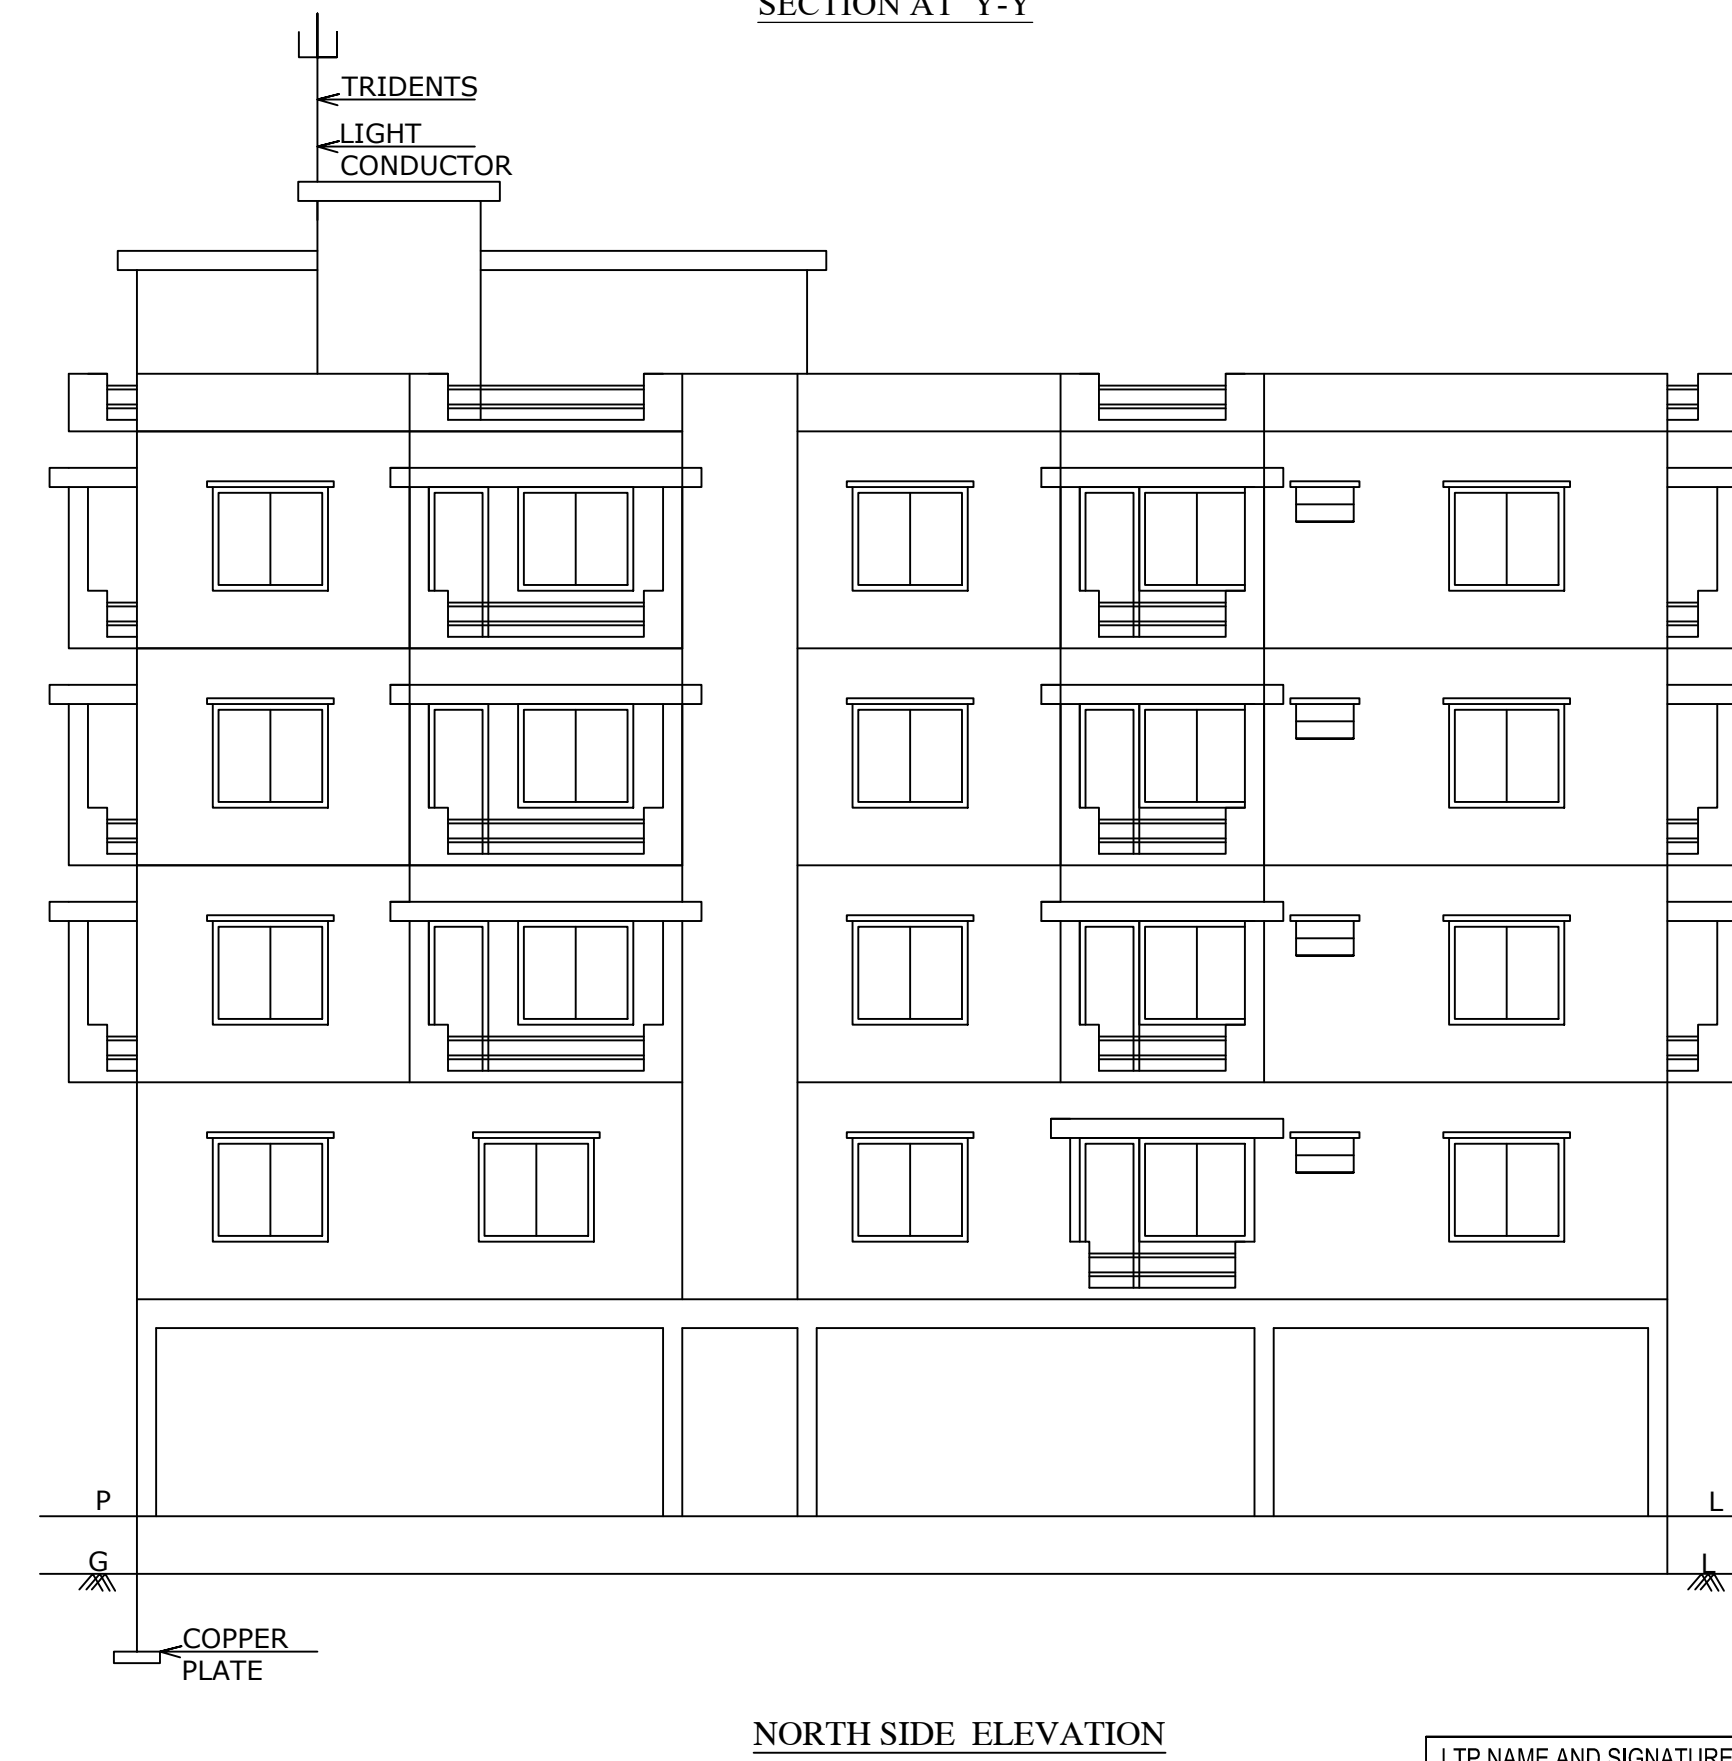 SECTION AT Y-Y
TRIDENTS
LIGHT
CONDUCTOR
P
L
G
L
COPPER
PLATE
NORTH SIDE ELEVATION
LTP NAME AND SIGNATURE